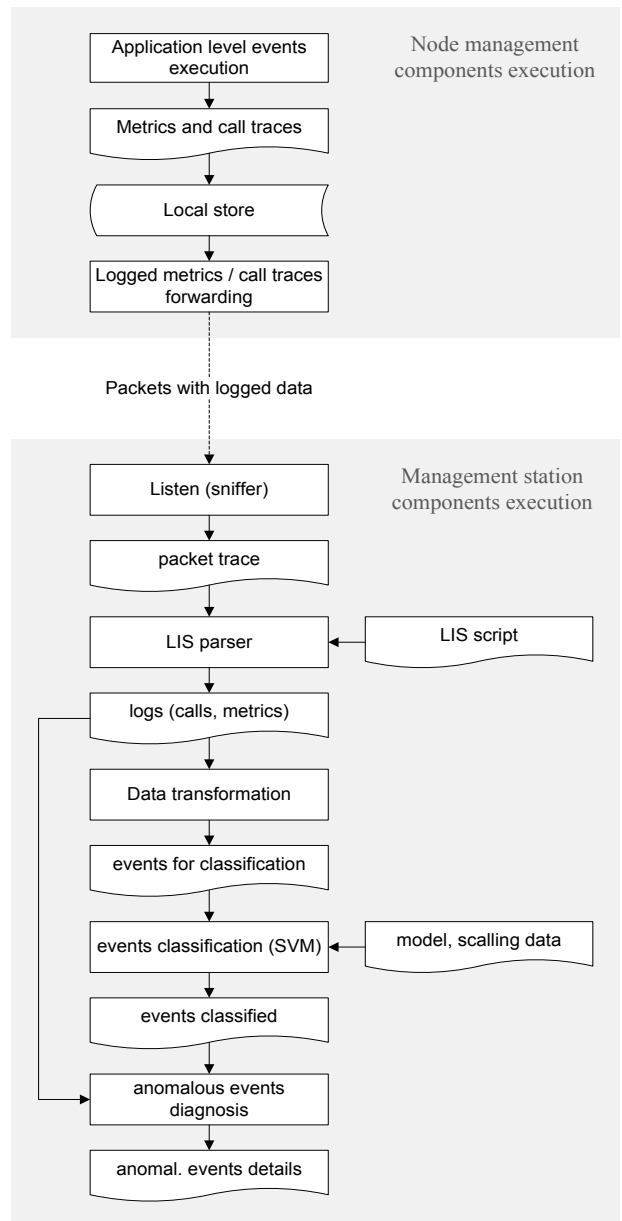 Application level events
execution
Node management
components execution
Metrics and call traces
Local store
Logged metrics / call traces
forwarding
Packets with logged data
Management station
components execution
Listen (sniffer)
packet trace
LIS parser
LIS script
logs (calls, metrics)
Data transformation
events for classification
events classification (SVM)
model, scalling data
events classified
anomalous events
diagnosis
anomal. events details